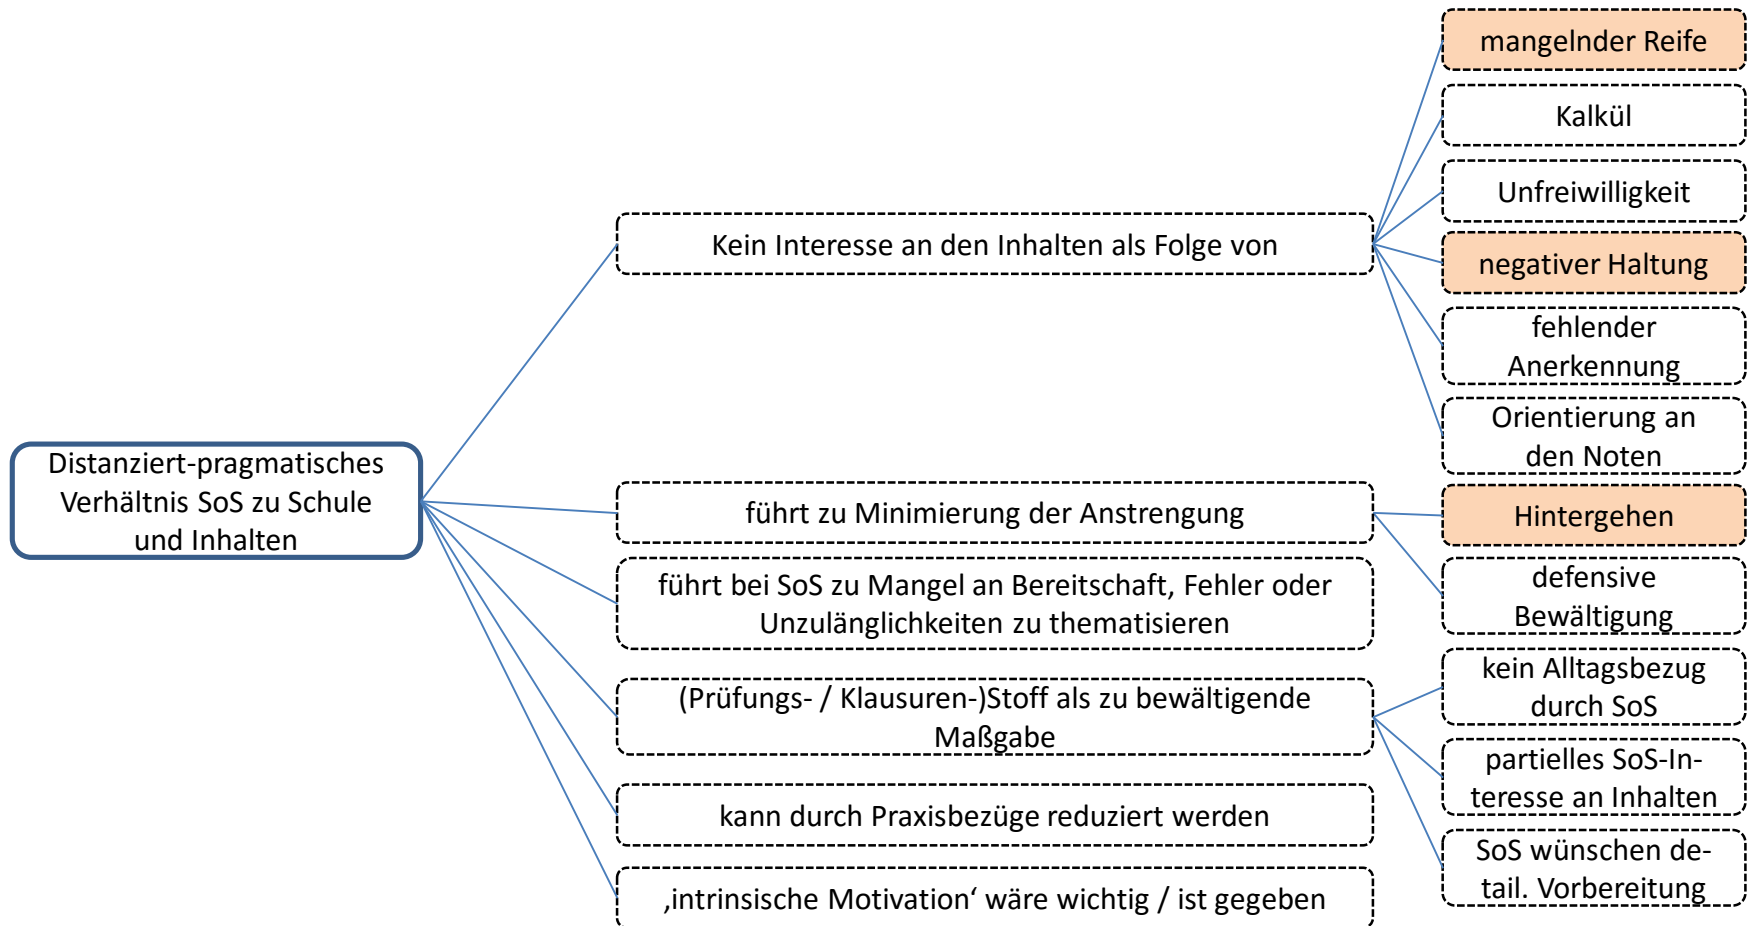 mangelnder Reife
Kalkül
Unfreiwilligkeit
Kein Interesse an den Inhalten als Folge von
negativer Haltung
fehlender
Anerkennung
Orientierung an
den Noten
Distanziert-pragmatisches
Verhältnis SoS zu Schule
und Inhalten
führt zu Minimierung der Anstrengung
Hintergehen
defensive
Bewältigung
führt bei SoS zu Mangel an Bereitschaft, Fehler oder
Unzulänglichkeiten zu thematisieren
(Prüfungs- / Klausuren-)Stoff als zu bewältigende
Maßgabe
kein Alltagsbezug
durch SoS
partielles SoS-In-
teresse an Inhalten
SoS wünschen de-
tail. Vorbereitung
kann durch Praxisbezüge reduziert werden
‚intrinsische Motivation‘ wäre wichtig / ist gegeben